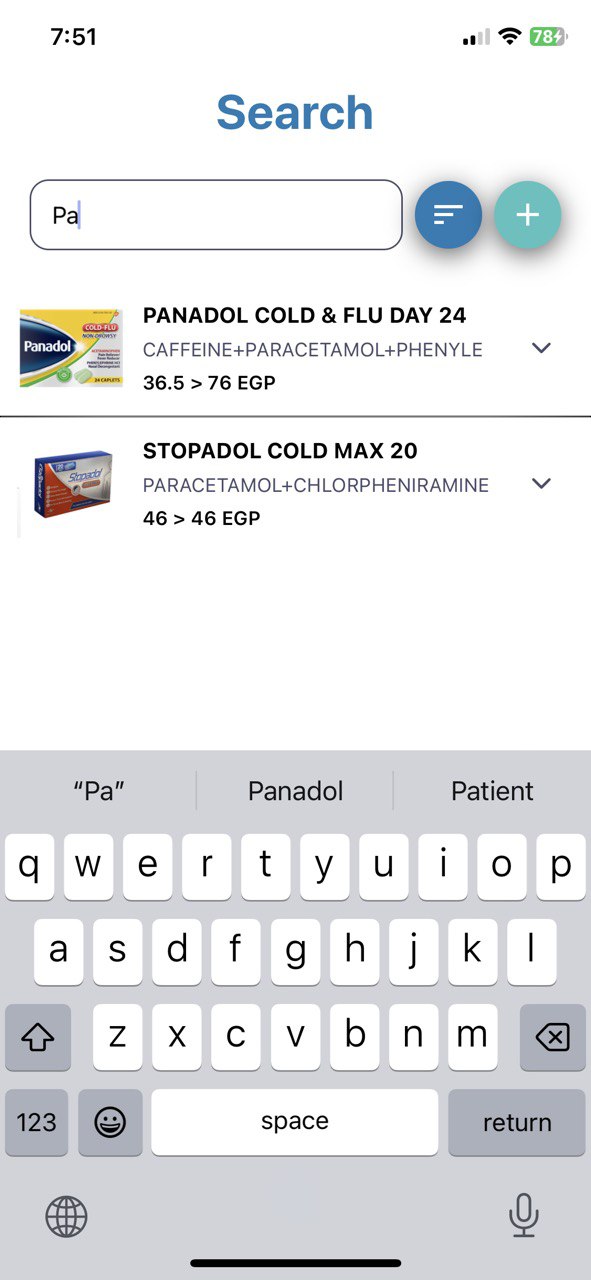 7:51
78
Search
Pa
PANADOL COLD & FLU DAY 24
CAFFEINE+PARACETAMOL+PHENYLE
36.5 > 76 EGP
COLD-FLU
NON-DROWSY
Panadol
24 CAPLETS
STOPADOL COLD MAX 20
PARACETAMOL+CHLORPHENIRAMINE
46 > 46 EGP
Stopadol
“Pa”
Panadol
Patient
q w e r t y u i o p
a s d f g h j k l
z x c v b n m
123
space
return